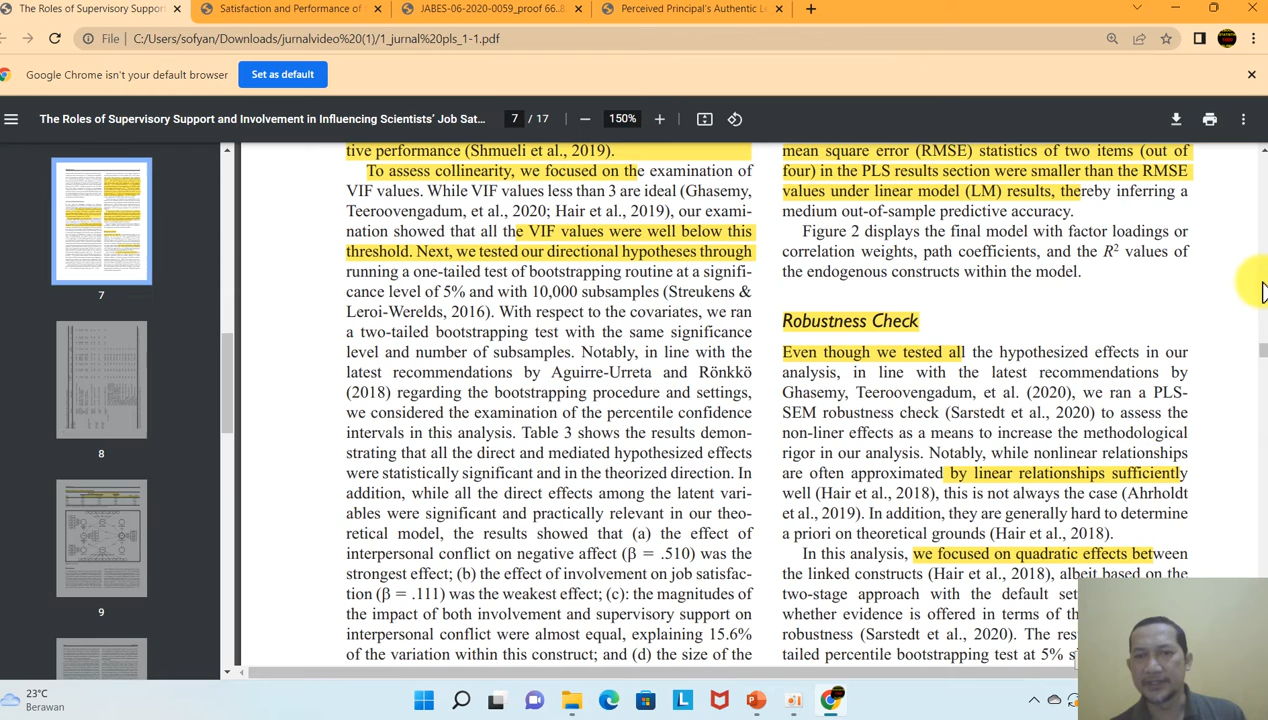 The Roles of Supervisory Suppor
Satisfaction and Performance of
JABES-06-2020-0059_proof 66..8
Perceived Principal's Authentic Le
File
C:/Users/sofyan/Downloads/jurnalvideo%20(1)/1_jurnal%20pls_1-1.pdf
Google Chrome isn't your default browser
Set as default
The Roles of Supervisory Support and Involvement in Influencing Scientists' Job Sat...
7 / 17
150%
7
8
9
tive performance (Shmueli et al., 2019).
To assess collinearity, we focused on the examination of
VIF values. While VIF values less than 3 are ideal (Ghasemy,
Teeroovengadum, et al., 2020; Hair et al., 2019), our exami-
nation showed that all the VIF values were well below this
threshold. Next, we tested our directional hypotheses through
running a one-tailed test of bootstrapping routine at a signifi-
cance level of 5% and with 10,000 subsamples (Streukens &
Leroi-Werelds, 2016). With respect to the covariates, we ran
a two-tailed bootstrapping test with the same significance
level and number of subsamples. Notably, in line with the
latest recommendations by Aguirre-Urreta and Rönkkö
(2018) regarding the bootstrapping procedure and settings,
we considered the examination of the percentile confidence
intervals in this analysis. Table 3 shows the results demon-
strating that all the direct and mediated hypothesized effects
were statistically significant and in the theorized direction. In
addition, while all the direct effects among the latent vari-
ables were significant and practically relevant in our theo-
retical model, the results showed that (a) the effect of
interpersonal conflict on negative affect (β = .510) was the
strongest effect; (b) the effect of involvement on job satisfac-
tion (β = .111) was the weakest effect; (c): the magnitudes of
the impact of both involvement and supervisory support on
interpersonal conflict were almost equal, explaining 15.6%
of the variation within this construct; and (d) the size of the
mean square error (RMSE) statistics of two items (out of
four) in the PLS results section were smaller than the RMSE
values under linear model (LM) results, thereby inferring a
medium out-of-sample predictive accuracy.
Figure 2 displays the final model with factor loadings or
correlation weights, path coefficients, and the R² values of
the endogenous constructs within the model.
Robustness Check
Even though we tested all the hypothesized effects in our
analysis, in line with the latest recommendations by
Ghasemy, Teeroovengadum, et al. (2020), we ran a PLS-
SEM robustness check (Sarstedt et al., 2020) to assess the
non-liner effects as a means to increase the methodological
rigor in our analysis. Notably, while nonlinear relationships
are often approximated by linear relationships sufficiently
well (Hair et al., 2018), this is not always the case (Ahrholdt
et al., 2019). In addition, they are generally hard to determine
a priori on theoretical grounds (Hair et al., 2018).
In this analysis, we focused on quadratic effects between
the linked constructs (Hair et al., 2018), albeit based on the
two-stage approach with the default set
whether evidence is offered in terms of th
robustness (Sarstedt et al., 2020). The res
tailed percentile bootstrapping test at 5% s
23°C
Berawan